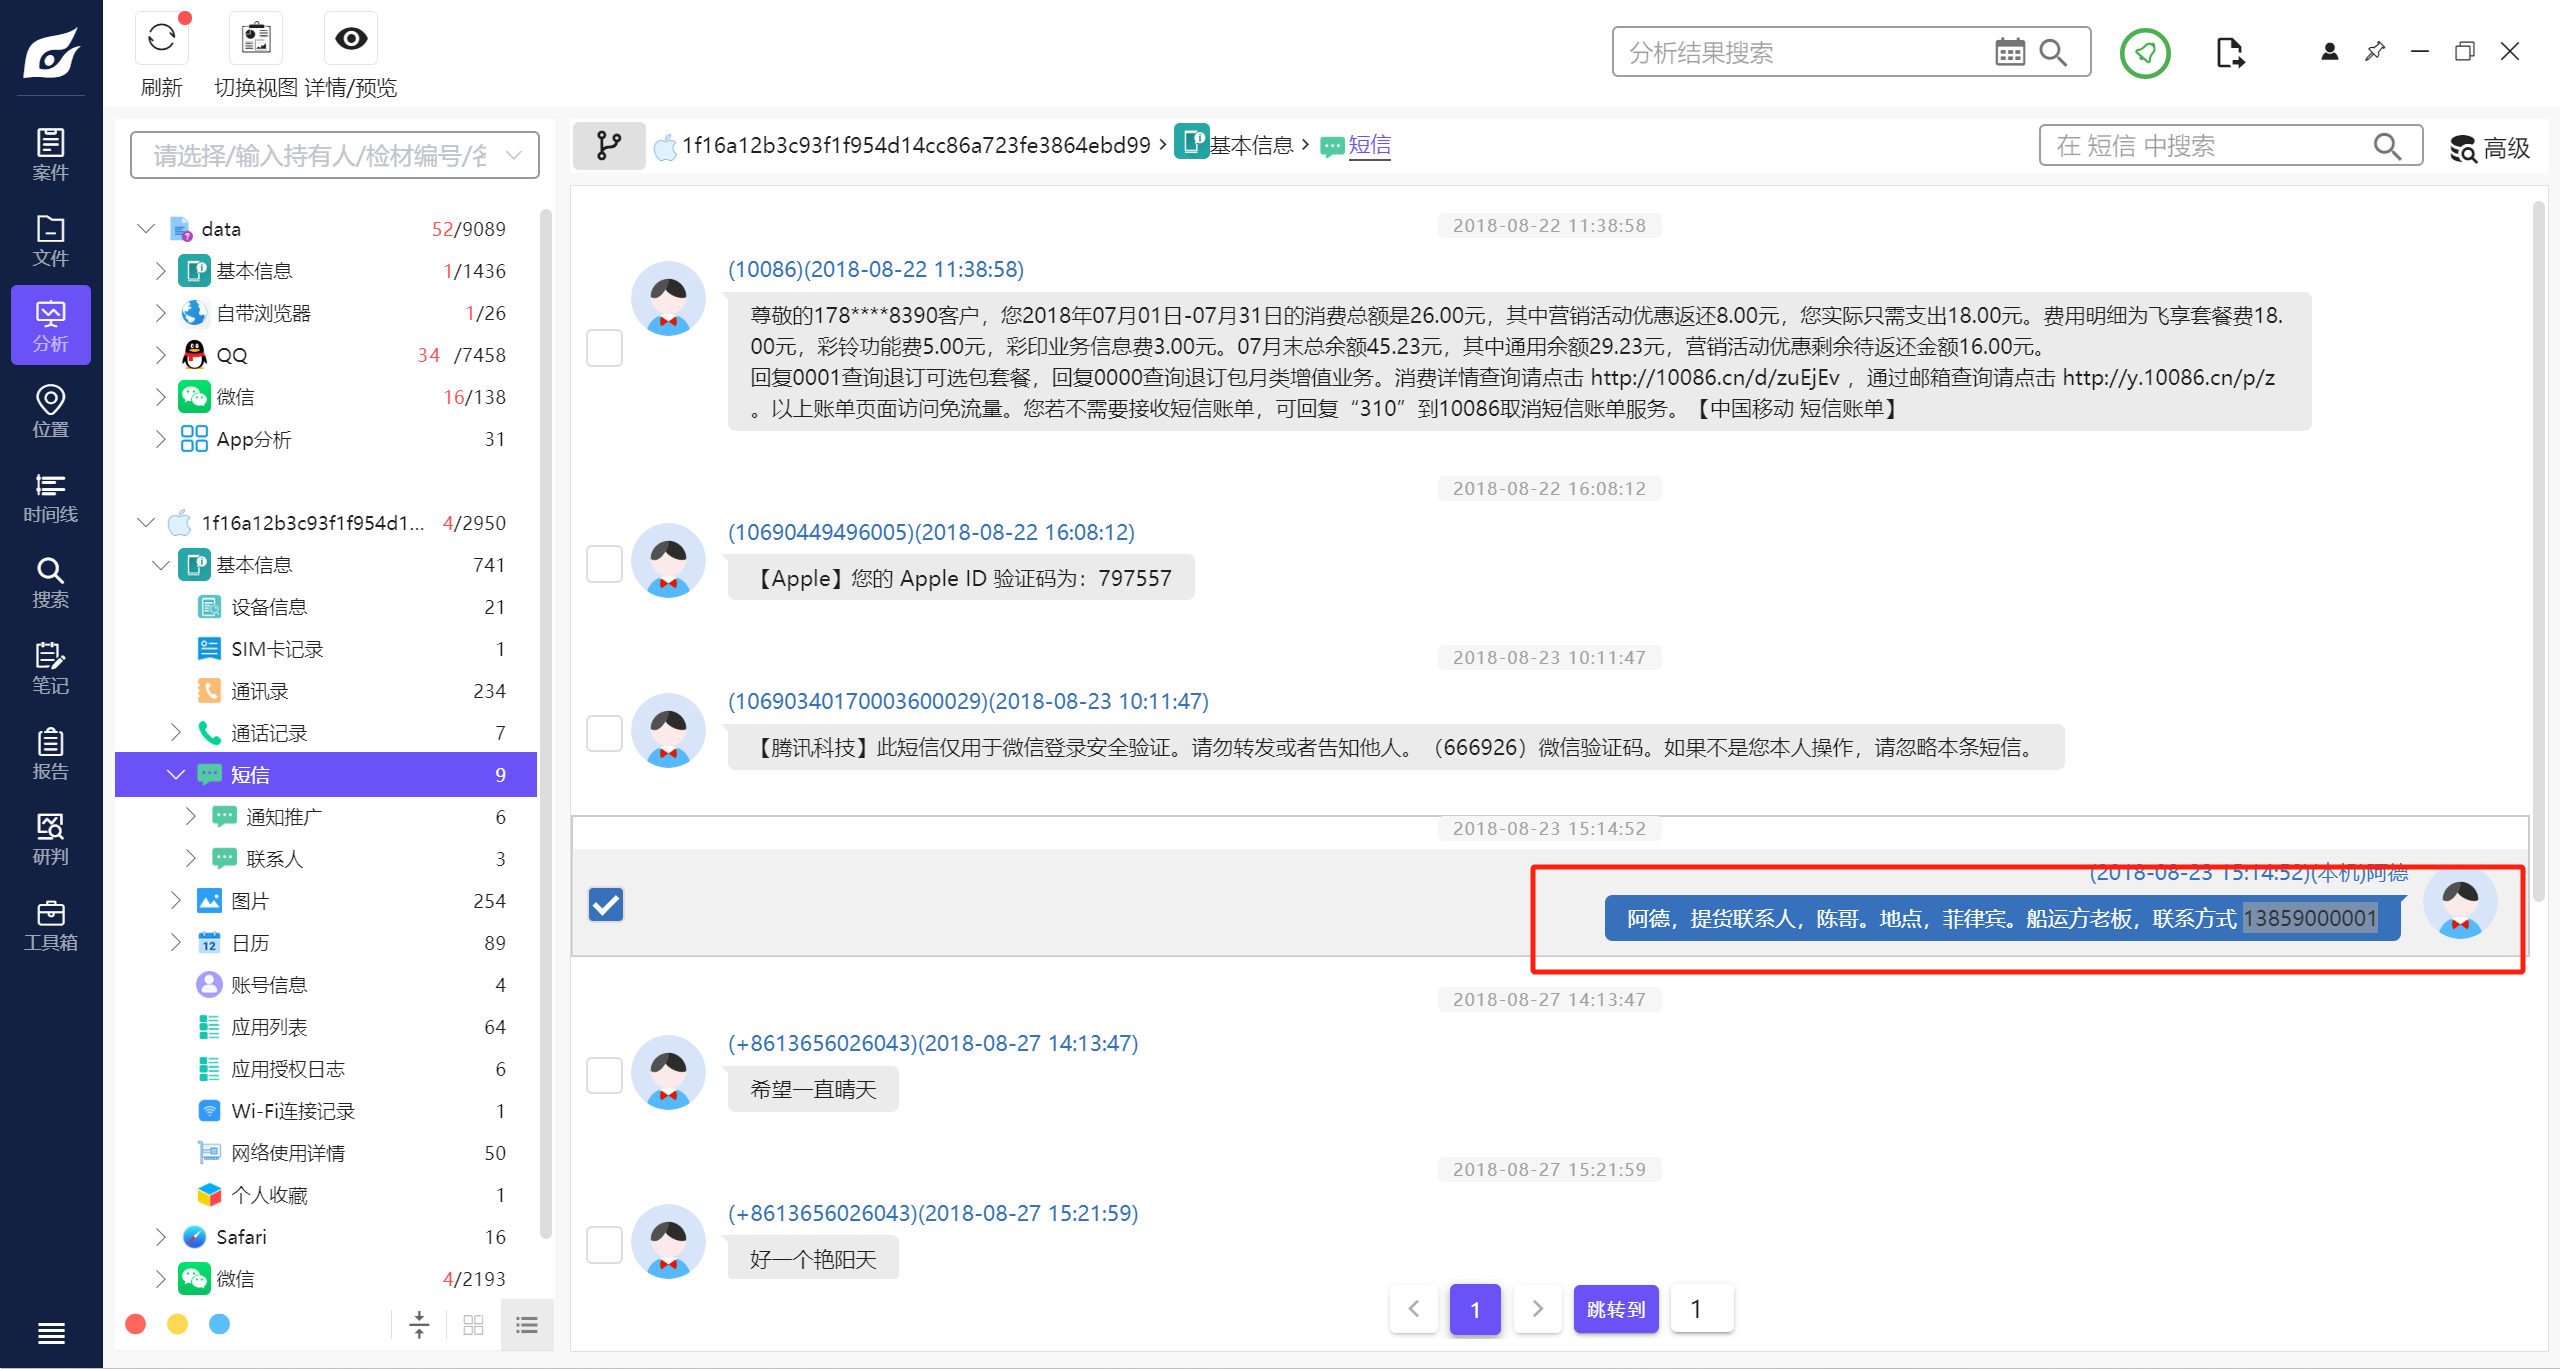 刷新
切换视图
详情/预览
分析结果搜索
案件
文件
分析
位置
时间线
搜索
笔记
报告
研判
工具箱
请选择/输入持有人/检材编号/名
data 52/9089
基本信息 1/1436
自带浏览器 1/26
QQ 34 /7458
微信 16/138
App分析 31
1f16a12b3c93f1f954d1... 4/2950
基本信息 741
设备信息 21
SIM卡记录 1
通讯录 234
通话记录 7
短信 9
通知推广 6
联系人 3
图片 254
12 日历 89
账号信息 4
应用列表 64
应用授权日志 6
Wi-Fi连接记录 1
网络使用详情 50
个人收藏 1
Safari 16
微信 4/2193
1f16a12b3c93f1f954d14cc86a723fe3864ebd99 › 基本信息 › 短信
在 短信 中搜索
高级
2018-08-22 11:38:58
(10086)(2018-08-22 11:38:58)
尊敬的178****8390客户，您2018年07月01日-07月31日的消费总额是26.00元，其中营销活动优惠返还8.00元，您实际只需支出18.00元。费用明细为飞享套餐费18.
00元，彩铃功能费5.00元，彩印业务信息费3.00元。07月末总余额45.23元，其中通用余额29.23元，营销活动优惠剩余待返还金额16.00元。
回复0001查询退订可选包套餐，回复0000查询退订包月类增值业务。消费详情查询请点击 http://10086.cn/d/zuEjEv ，通过邮箱查询请点击 http://y.10086.cn/p/z
。以上账单页面访问免流量。您若不需要接收短信账单，可回复“310”到10086取消短信账单服务。【中国移动 短信账单】
2018-08-22 16:08:12
(10690449496005)(2018-08-22 16:08:12)
【Apple】您的 Apple ID 验证码为：797557
2018-08-23 10:11:47
(10690340170003600029)(2018-08-23 10:11:47)
【腾讯科技】此短信仅用于微信登录安全验证。请勿转发或者告知他人。（666926）微信验证码。如果不是您本人操作，请忽略本条短信。
2018-08-23 15:14:52
(2018-08-23 15:14:52)(本机)阿德
阿德，提货联系人，陈哥。地点，菲律宾。船运方老板，联系方式 13859000001
2018-08-27 14:13:47
(+8613656026043)(2018-08-27 14:13:47)
希望一直晴天
2018-08-27 15:21:59
(+8613656026043)(2018-08-27 15:21:59)
好一个艳阳天
1
跳转到
1